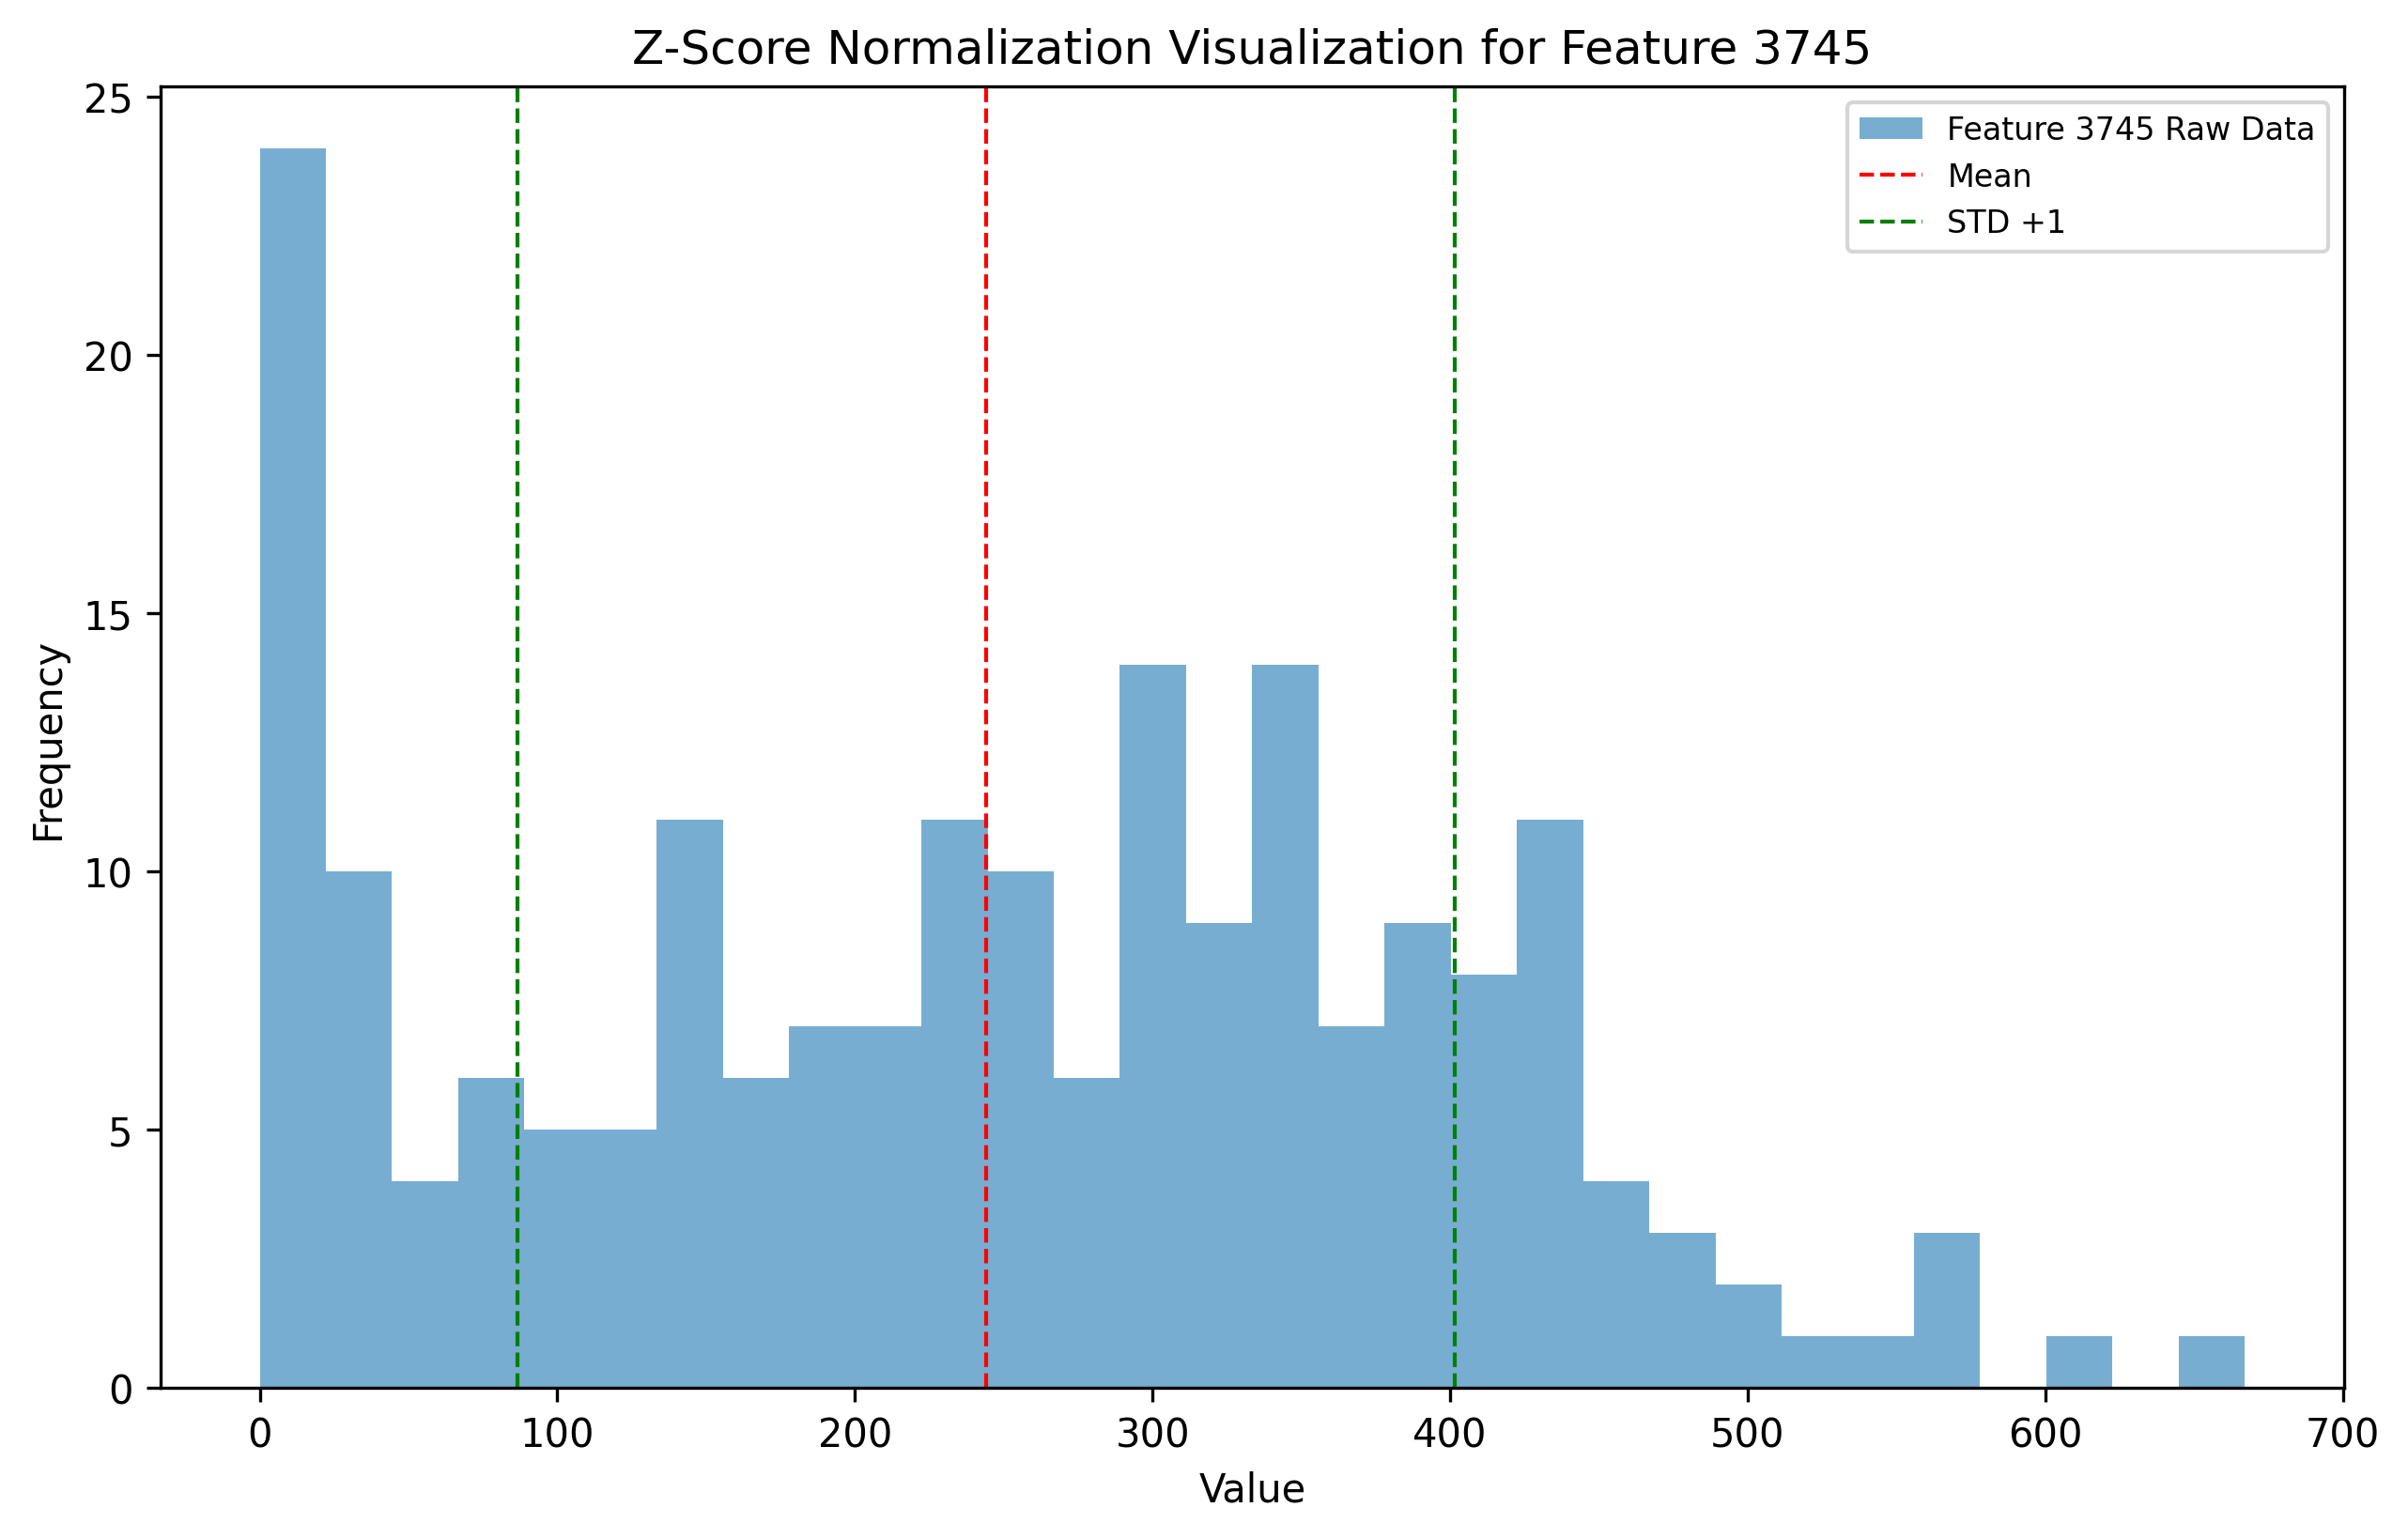 Z-Score Normalization Visualization for Feature 3745
Feature 3745 Raw Data
Mean
STD +1
25
20
15
10
5
0
Frequency
0 100 200 300 400 500 600 700
Value